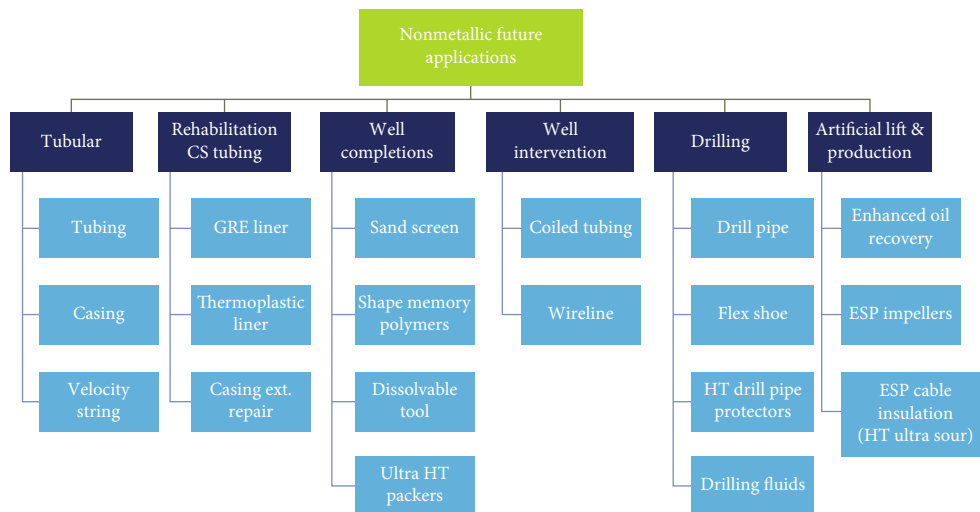 Nonmetallic future
applications
Tubular
Rehabilitation
CS tubing
Well
completions
Well
intervention
Drilling
Artificial lift &
production
Tubing
Casing
Velocity
string
GRE liner
Thermoplastic
liner
Casing ext.
repair
Sand screen
Shape memory
polymers
Dissolvable
tool
Ultra HT
packers
Coiled tubing
Wireline
Drill pipe
Flex shoe
HT drill pipe
protectors
Drilling fluids
Enhanced oil
recovery
ESP impellers
ESP cable
insulation
(HT ultra sour)